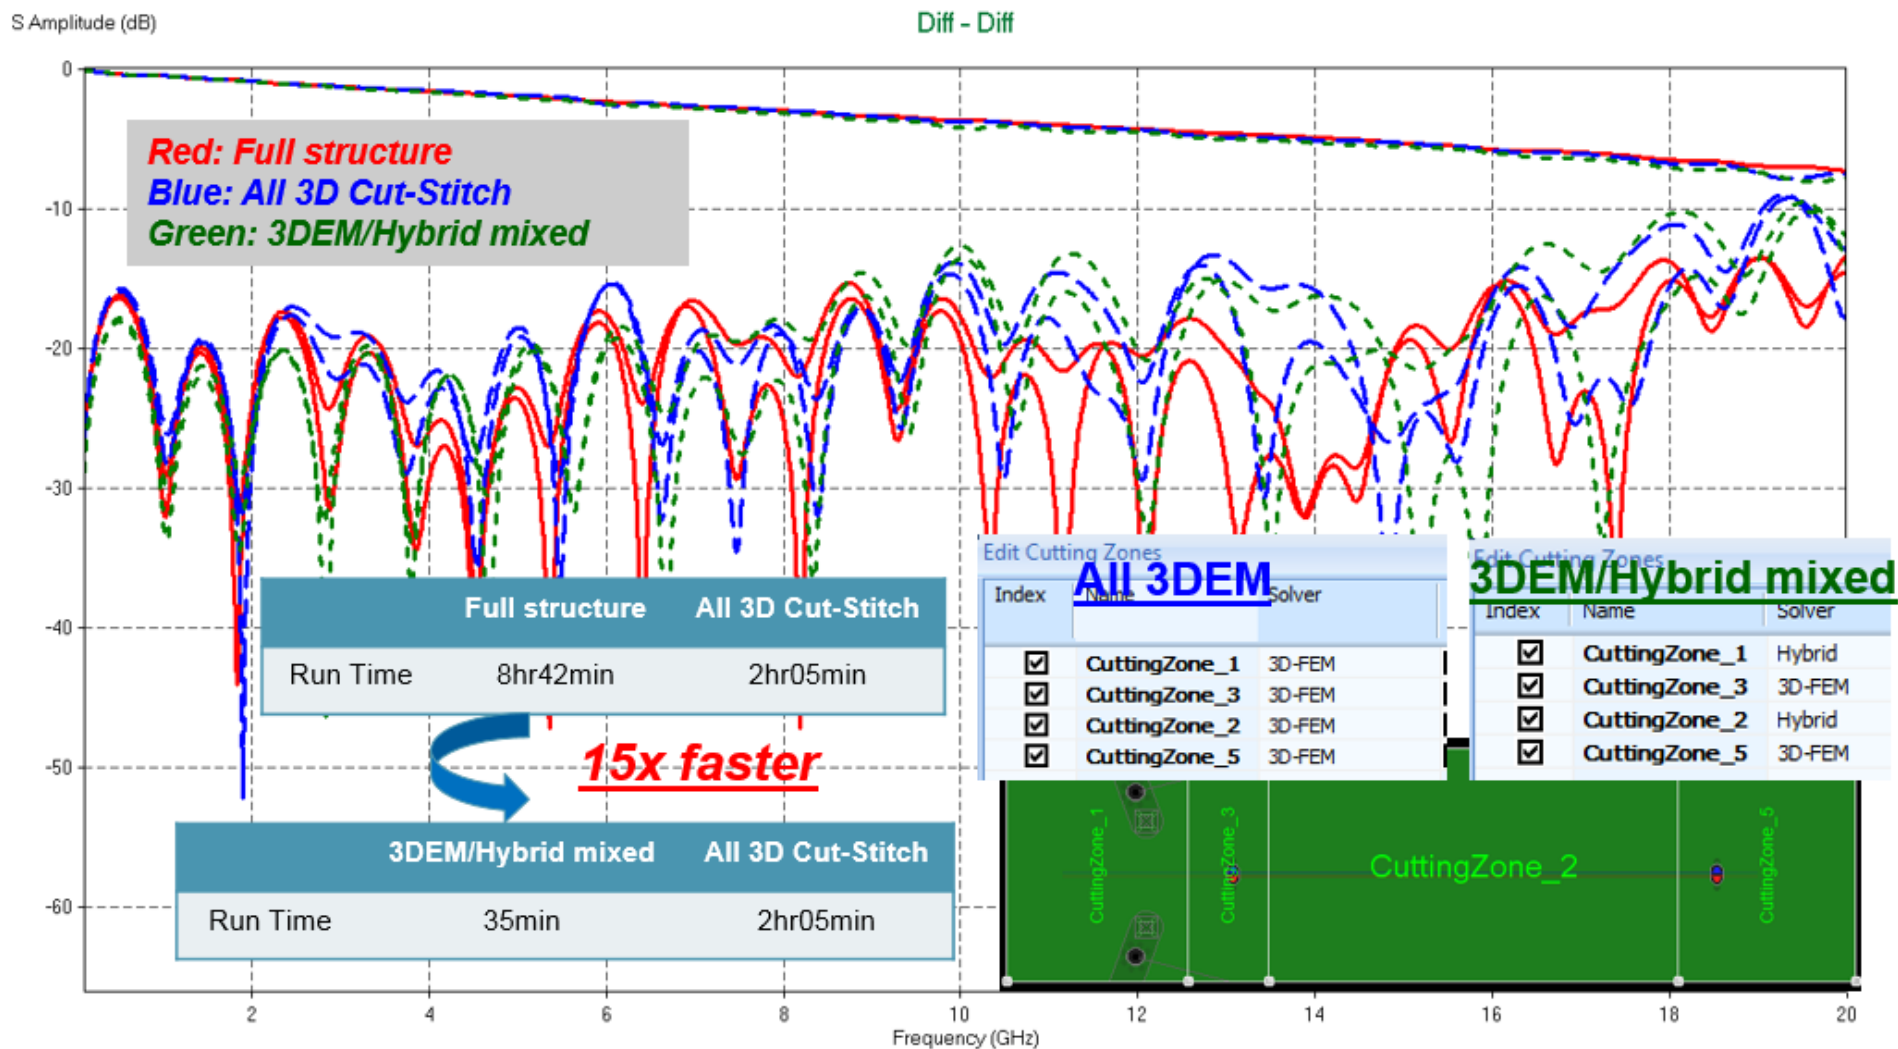 S Amplitude (dB)
Diff - Diff
0
-10
-20
-30
-40
-50
-60
Red: Full structure
Blue: All 3D Cut-Stitch
Green: 3DEM/Hybrid mixed
Full structure All 3D Cut-Stitch
Run Time 8hr42min 2hr05min
15x faster
3DEM/Hybrid mixed All 3D Cut-Stitch
Run Time 35min 2hr05min
Edit Cutting Zones
All 3DEM
Index Name Solver
CuttingZone_1 3D-FEM
CuttingZone_3 3D-FEM
CuttingZone_2 3D-FEM
CuttingZone_5 3D-FEM
Edit Cutting Zones
3DEM/Hybrid mixed
Index Name Solver
CuttingZone_1 Hybrid
CuttingZone_3 3D-FEM
CuttingZone_2 Hybrid
CuttingZone_5 3D-FEM
CuttingZone_1
CuttingZone_3
CuttingZone_2
CuttingZone_5
2 4 6 8 10 12 14 16 18 20
Frequency (GHz)